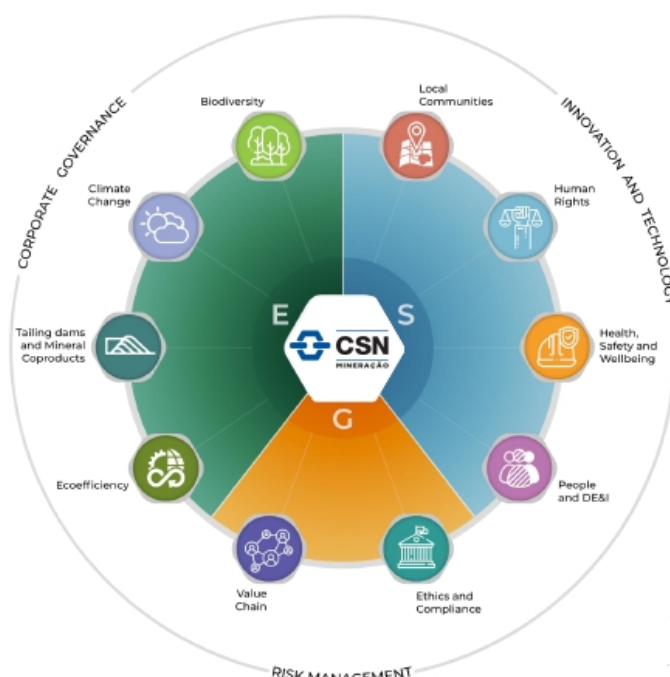 CORPORATE GOVERNANCE
INNOVATION AND TECHNOLOGY
Biodiversity
Local
Communities
Climate
Change
Human
Rights
E
S
CSN
MINERAÇÃO
Tailing dams
and Mineral
Coproducts
Health,
Safety and
Wellbeing
G
Ecoefficiency
People
and DE&I
Value
Chain
Ethics and
Compliance
RISK MANAGEMENT